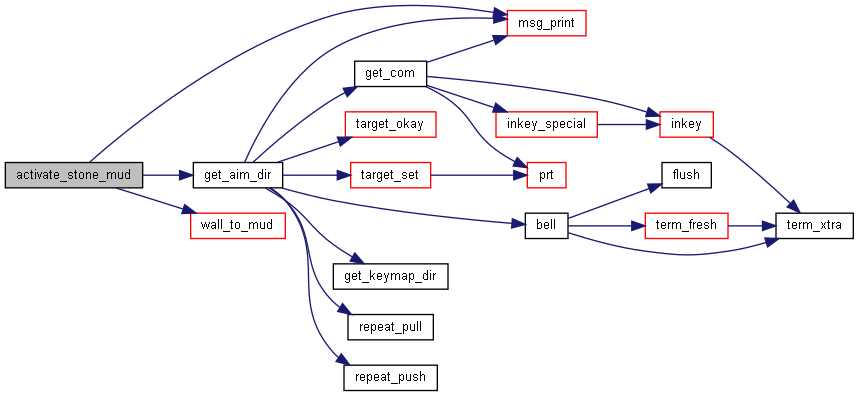 msg_print
get_com
target_okay
inkey_special
inkey
activate_stone_mud
get_aim_dir
target_set
prt
flush
wall_to_mud
bell
term_fresh
term_xtra
get_keymap_dir
repeat_pull
repeat_push